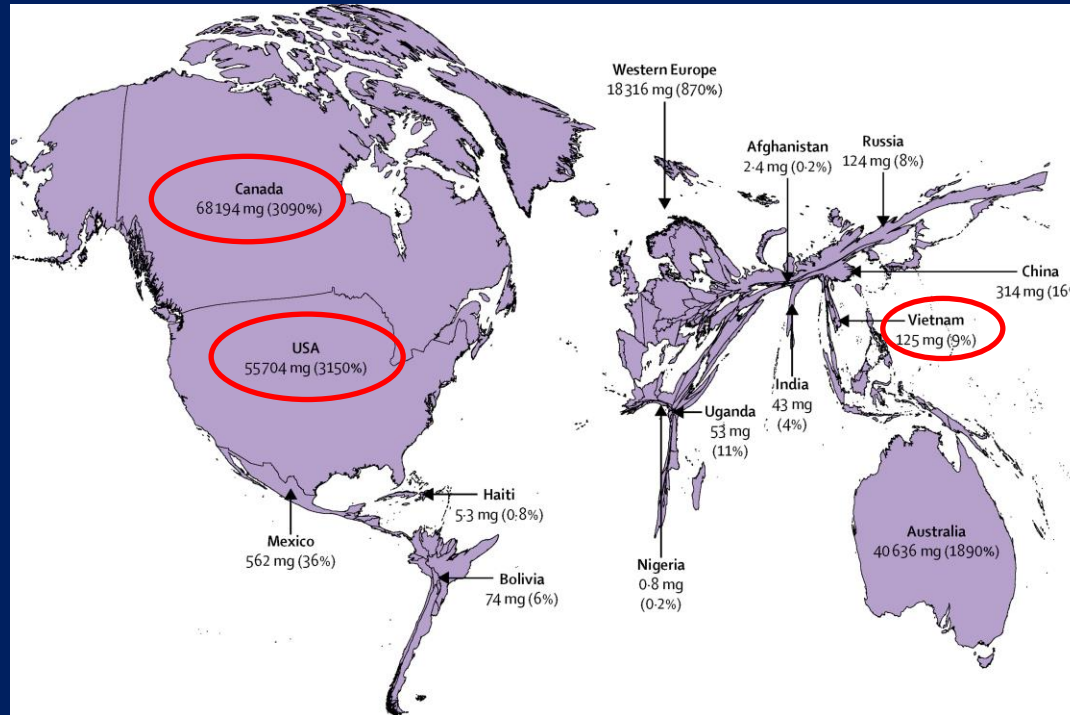 Western Europe
18 316 mg (870%)
Afghanistan
2·4 mg (0·2%)
Russia
124 mg (8%)
Canada
68 194 mg (3090%)
China
314 mg (16
Vietnam
125 mg (9%)
USA
55 704 mg (3150%)
India
43 mg
(4%)
Uganda
53 mg
(11%)
Haiti
5·3 mg (0·8%)
Mexico
562 mg (36%)
Nigeria
0·8 mg
(0·2%)
Australia
40 636 mg (1890%)
Bolivia
74 mg (6%)